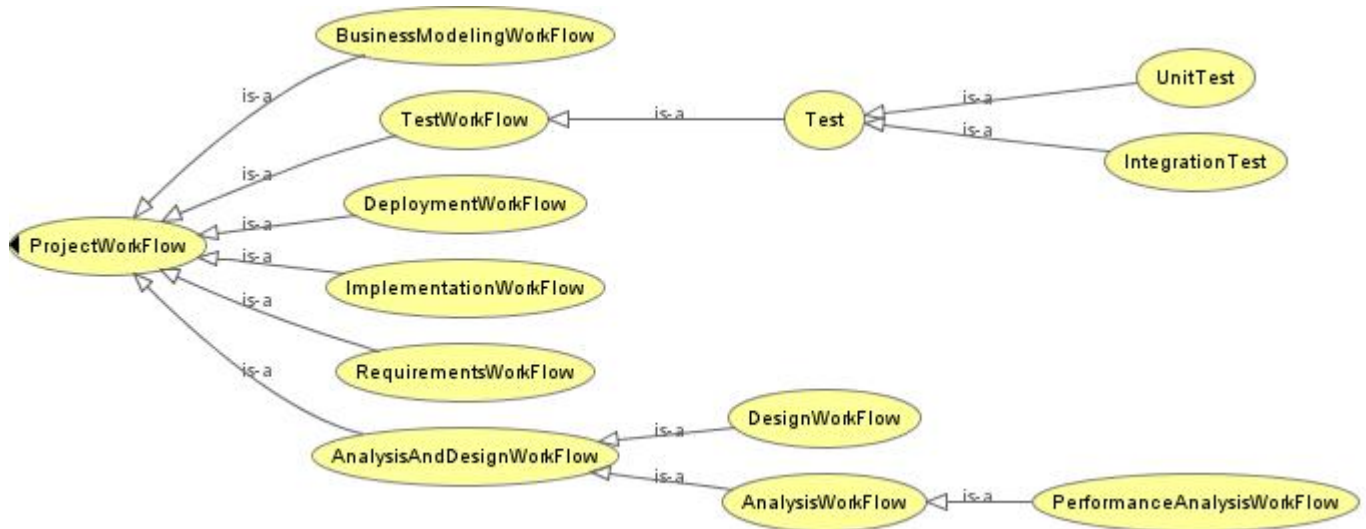 BusinessModelingWorkFlow
is-a
UnitTest
is-a
TestWorkFlow
is-a
Test
is-a
IntegrationTest
is-a
DeploymentWorkFlow
is-a
ProjectWorkFlow
is-a
ImplementationWorkFlow
is-a
RequirementsWorkFlow
is-a
DesignWorkFlow
is-a
AnalysisAndDesignWorkFlow
is-a
AnalysisWorkFlow
is-a
PerformanceAnalysisWorkFlow